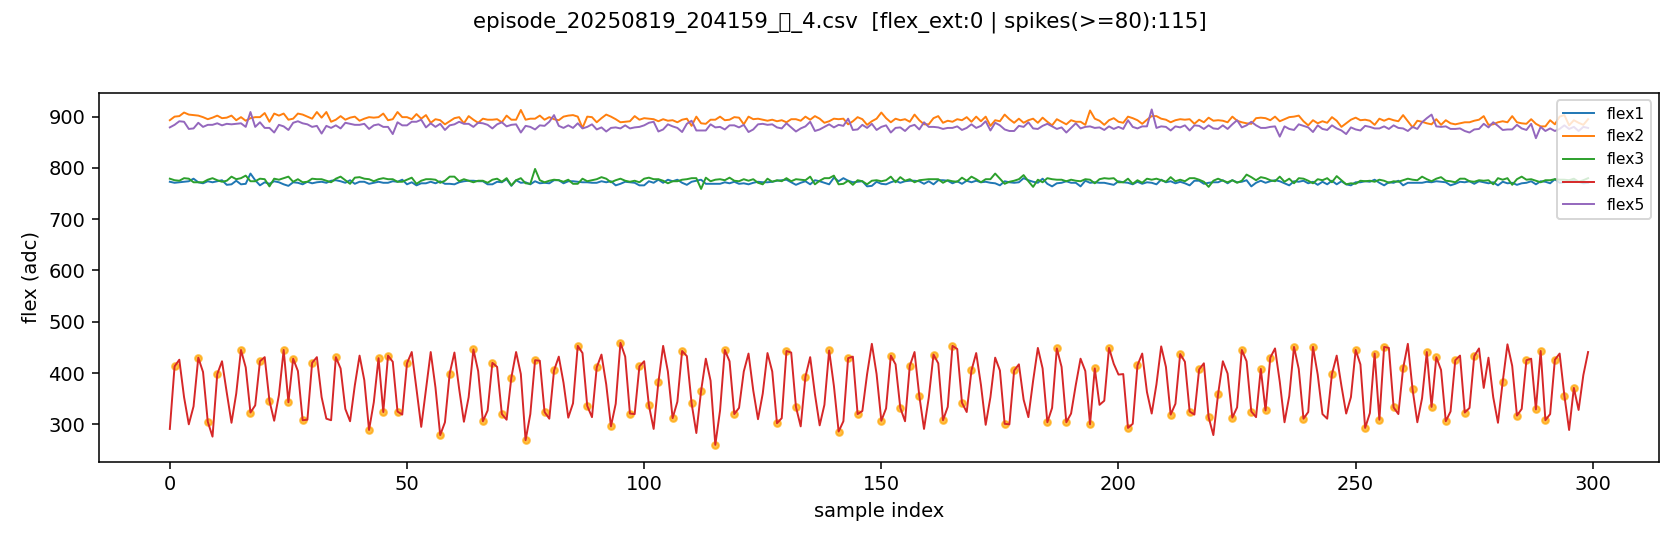 episode_20250819_204159_▯_4.csv  [flex_ext:0 | spikes(>=80):115]
flex (adc)
900
800
700
600
500
400
300
flex1
flex2
flex3
flex4
flex5
0
50
100
150
200
250
300
sample index